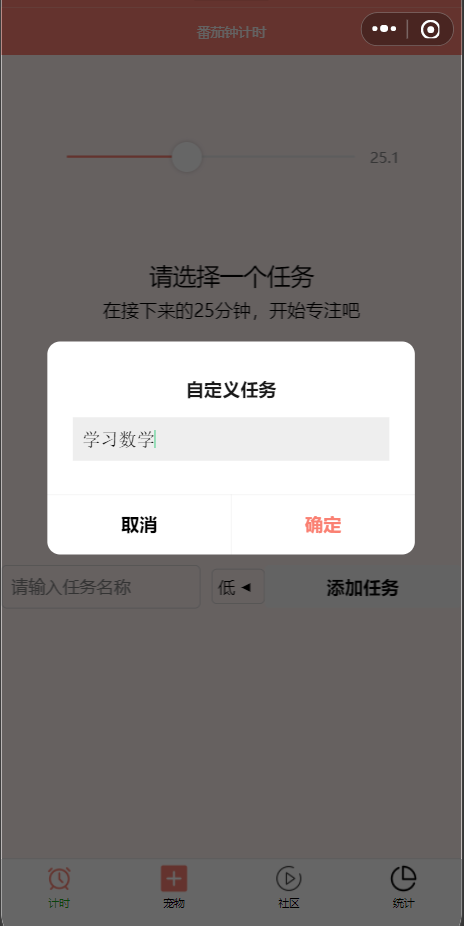 番茄钟计时
25.1
请选择一个任务
在接下来的25分钟，开始专注吧
自定义任务
学习数学
取消 确定
请输入任务名称 低 添加任务
计时 宠物 社区 统计